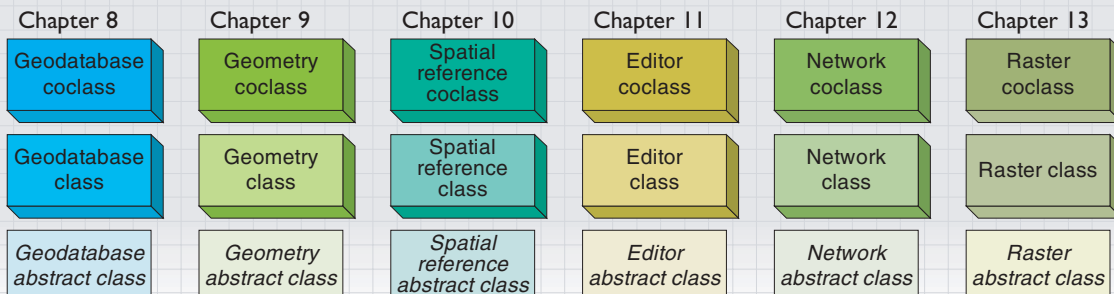 Chapter 8
Chapter 9
Chapter 10
Chapter 11
Chapter 12
Chapter 13
Geodatabase
coclass
Geometry
coclass
Spatial
reference
coclass
Editor
coclass
Network
coclass
Raster
coclass
Geodatabase
class
Geometry
class
Spatial
reference
class
Editor
class
Network
class
Raster class
Geodatabase
abstract class
Geometry
abstract class
Spatial
reference
abstract class
Editor
abstract class
Network
abstract class
Raster
abstract class